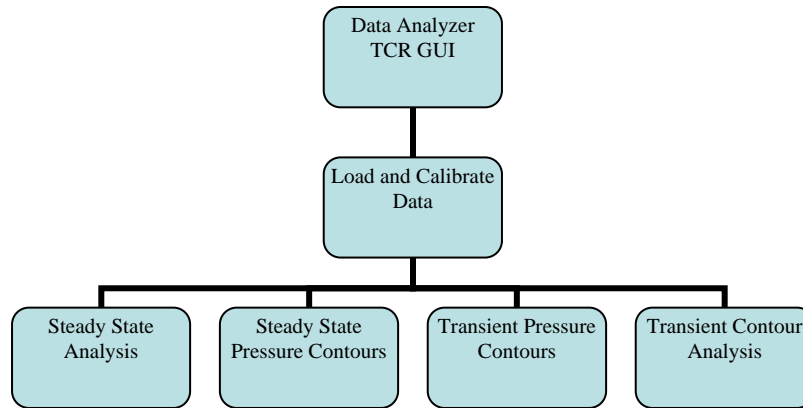 Data Analyzer
TCR GUI
Load and Calibrate
Data
Steady State
Analysis
Steady State
Pressure Contours
Transient Pressure
Contours
Transient Contour
Analysis